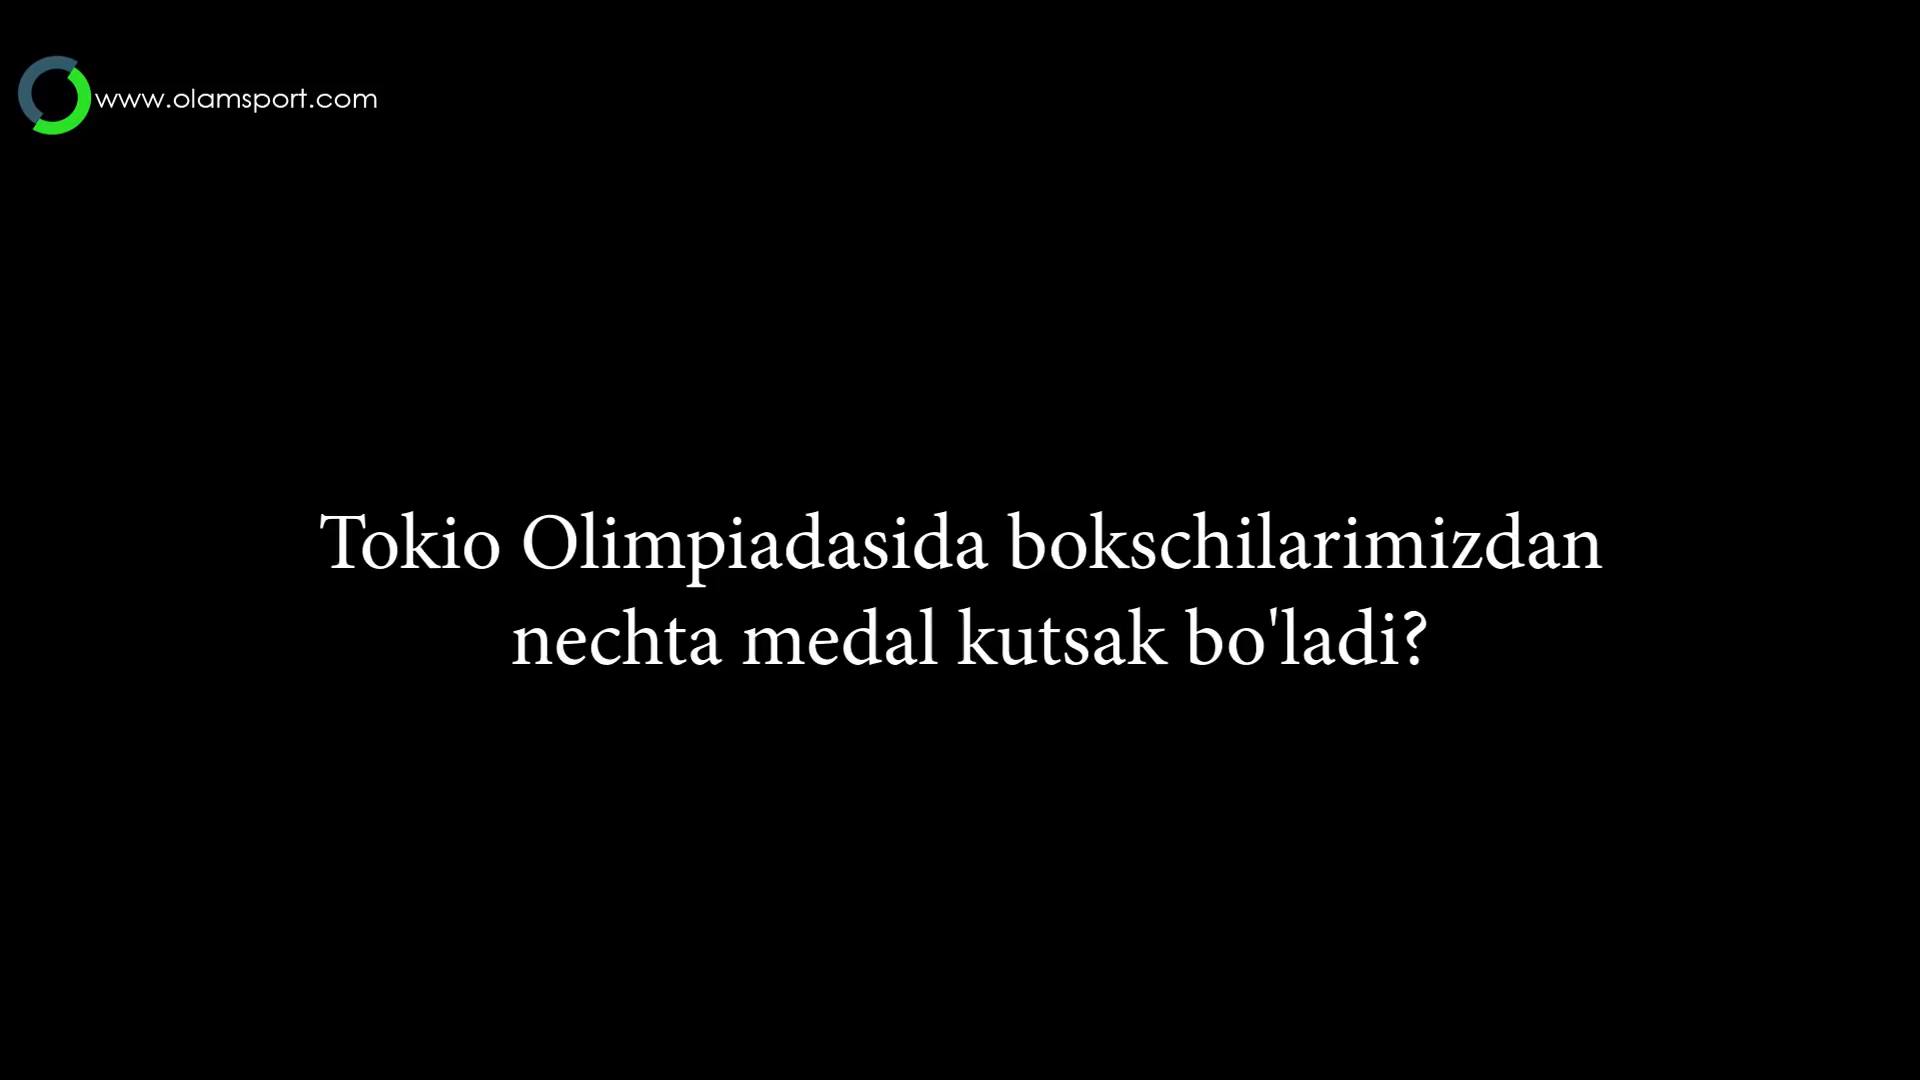 www.olamsport.com
Tokio Olimpiadasida bokschilarimizdan
nechta medal kutsak bo'ladi?